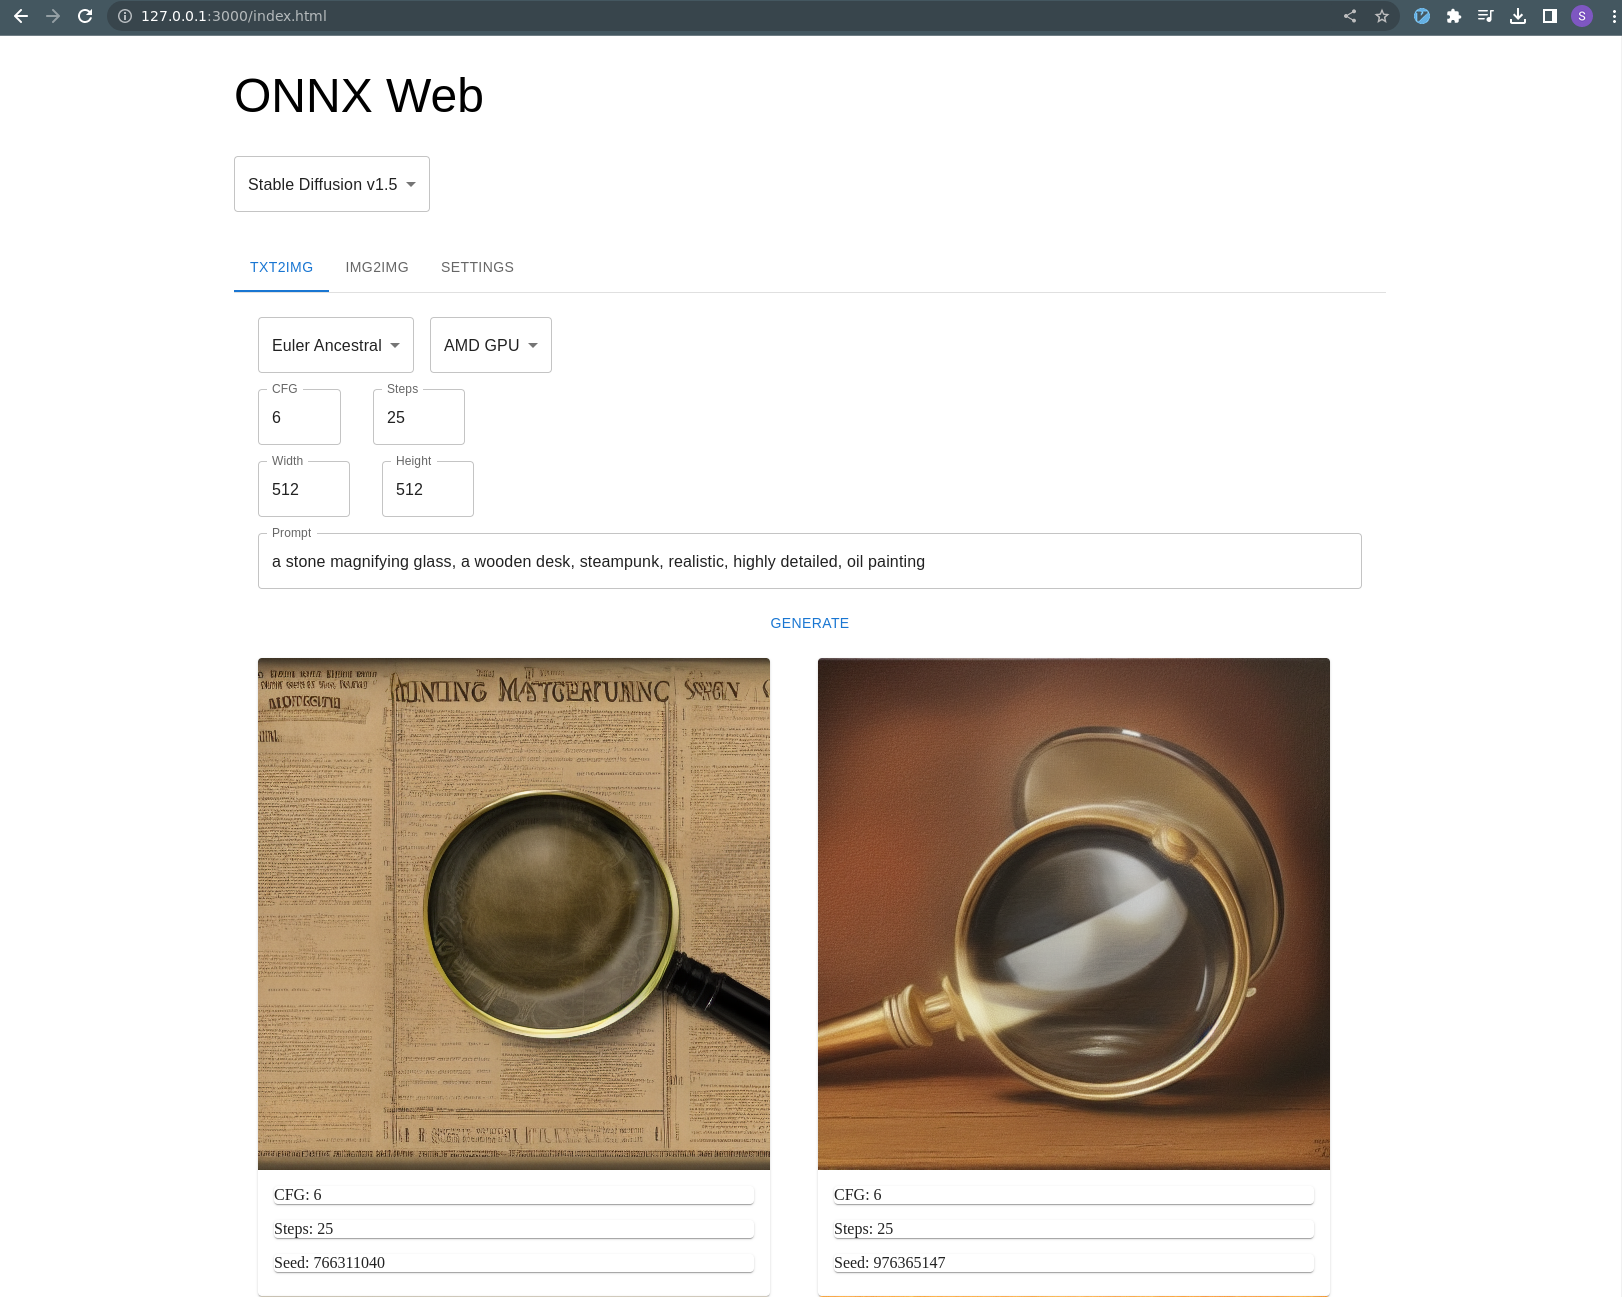 127.0.0.1:3000/index.html
S
ONNX Web
Stable Diffusion v1.5
TXT2IMG IMG2IMG SETTINGS
Euler Ancestral AMD GPU
CFG Steps
6 25
Width Height
512 512
Prompt
a stone magnifying glass, a wooden desk, steampunk, realistic, highly detailed, oil painting
GENERATE
CFG: 6
Steps: 25
Seed: 766311040
CFG: 6
Steps: 25
Seed: 976365147